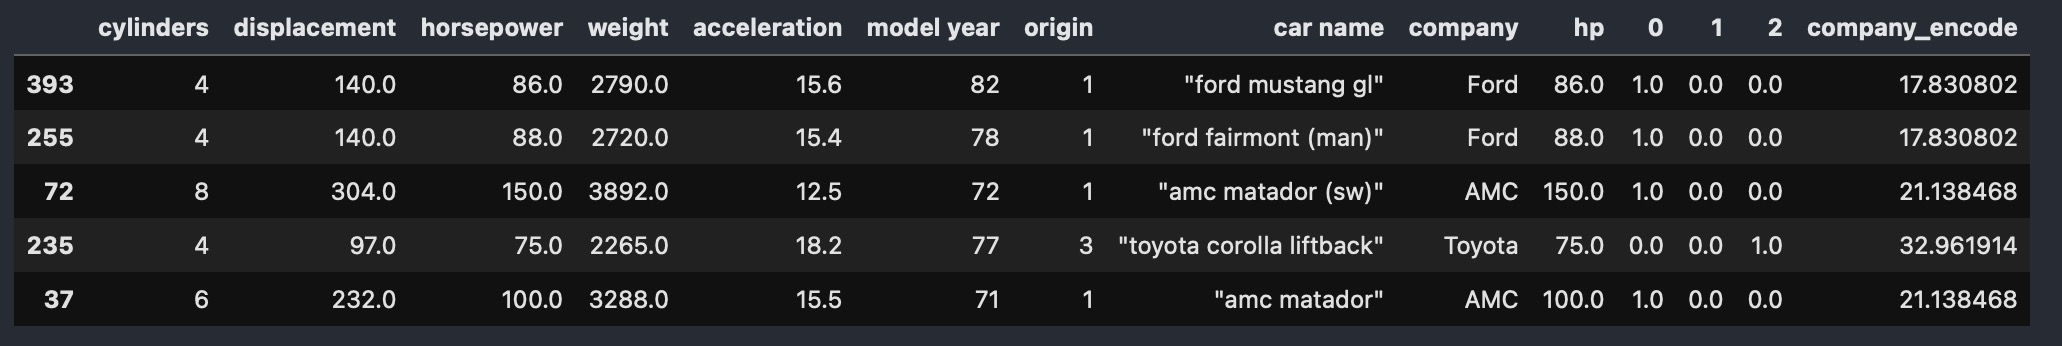 cylinders displacement horsepower weight acceleration model year origin car name company hp 0 1 2 company_encode
393 4 140.0 86.0 2790.0 15.6 82 1 "ford mustang gl" Ford 86.0 1.0 0.0 0.0 17.830802
255 4 140.0 88.0 2720.0 15.4 78 1 "ford fairmont (man)" Ford 88.0 1.0 0.0 0.0 17.830802
72 8 304.0 150.0 3892.0 12.5 72 1 "amc matador (sw)" AMC 150.0 1.0 0.0 0.0 21.138468
235 4 97.0 75.0 2265.0 18.2 77 3 "toyota corolla liftback" Toyota 75.0 0.0 0.0 1.0 32.961914
37 6 232.0 100.0 3288.0 15.5 71 1 "amc matador" AMC 100.0 1.0 0.0 0.0 21.138468